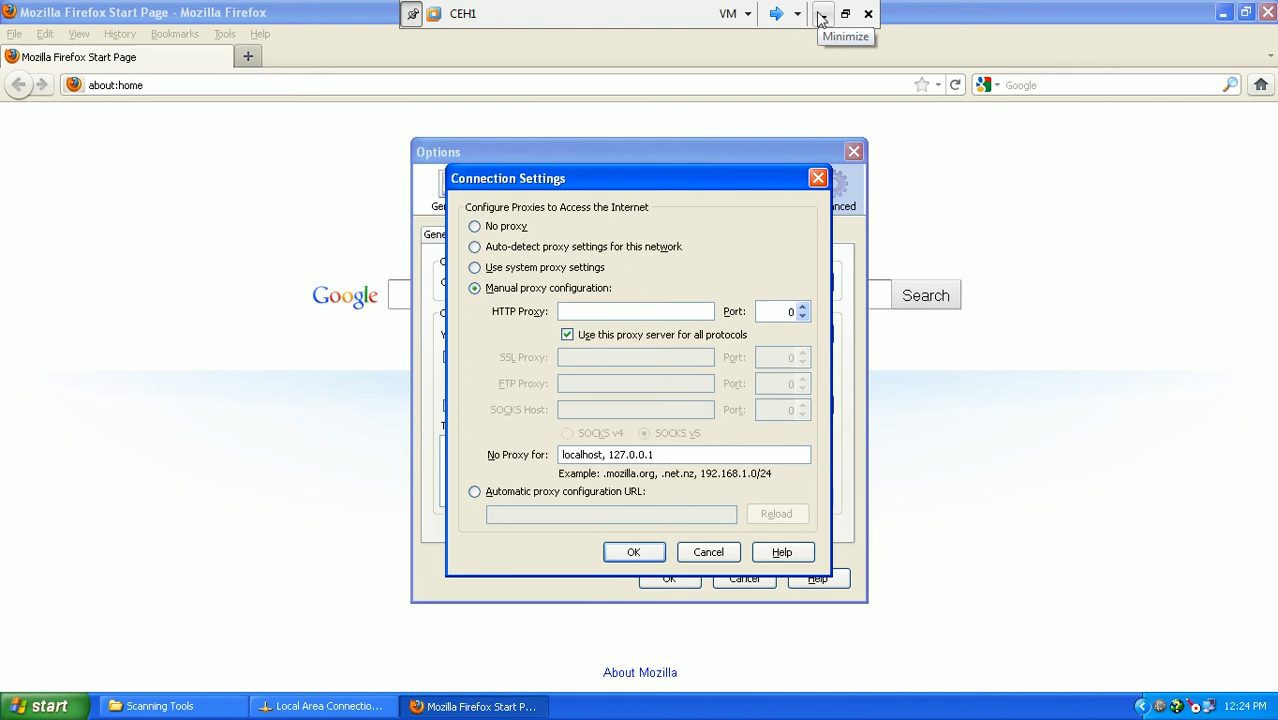 Mozilla Firefox Start Page - Mozilla Firefox
CEH1
VM
Minimize
File Edit View History Bookmarks Tools Help
Mozilla Firefox Start Page
about:home
Google
Options
Connection Settings
Configure Proxies to Access the Internet
No proxy
Auto-detect proxy settings for this network
Use system proxy settings
Manual proxy configuration:
HTTP Proxy: Port: 0
Use this proxy server for all protocols
SSL Proxy: Port: 0
FTP Proxy: Port: 0
SOCKS Host: Port: 0
SOCKS v4 SOCKS v5
No Proxy for: localhost, 127.0.0.1
Example: .mozilla.org, .net.nz, 192.168.1.0/24
Automatic proxy configuration URL:
Reload
OK Cancel Help
Google
Search
OK Cancel Help
About Mozilla
start Scanning Tools Local Area Connectio... Mozilla Firefox Start P... 12:24 PM